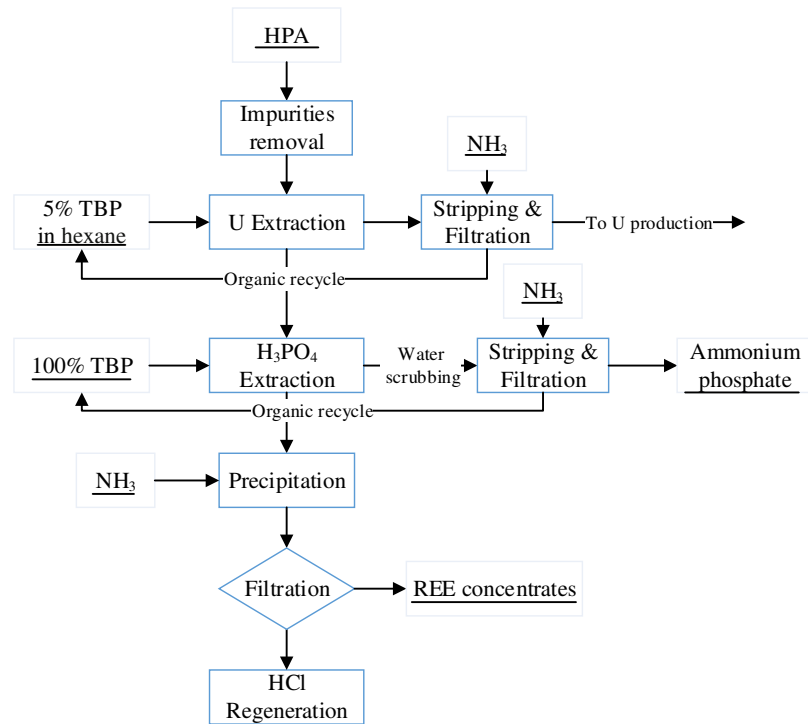 HPA
Impurities
removal
NH₃
5% TBP
in hexane
U Extraction
Stripping &
Filtration
To U production
Organic recycle
NH₃
100% TBP
H₃PO₄
Extraction
Water
scrubbing
Stripping &
Filtration
Ammonium
phosphate
Organic recycle
NH₃
Precipitation
Filtration
REE concentrates
HCl
Regeneration